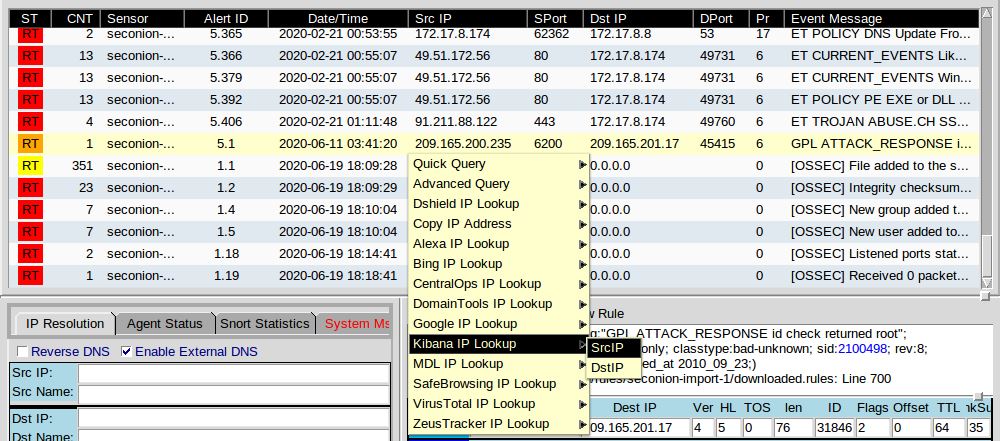 ST CNT Sensor Alert ID Date/Time Src IP SPort Dst IP DPort Pr Event Message
RT 2 seconion-... 5.365 2020-02-21 00:53:55 172.17.8.174 62362 172.17.8.8 53 17 ET POLICY DNS Update Fro...
RT 13 seconion-... 5.366 2020-02-21 00:55:07 49.51.172.56 80 172.17.8.174 49731 6 ET CURRENT_EVENTS Lik...
RT 13 seconion-... 5.379 2020-02-21 00:55:07 49.51.172.56 80 172.17.8.174 49731 6 ET CURRENT_EVENTS Win...
RT 13 seconion-... 5.392 2020-02-21 00:55:07 49.51.172.56 80 172.17.8.174 49731 6 ET POLICY PE EXE or DLL ...
RT 4 seconion-... 5.406 2020-02-21 01:11:48 91.211.88.122 443 172.17.8.174 49760 6 ET TROJAN ABUSE.CH SS...
RT 1 seconion-... 5.1 2020-06-11 03:41:20 209.165.200.235 6200 209.165.201.17 45415 6 GPL ATTACK_RESPONSE i...
RT 351 seconion-... 1.1 2020-06-19 18:09:28 0.0.0.0 0 [OSSEC] File added to the s...
RT 23 seconion-... 1.2 2020-06-19 18:09:29 0.0.0.0 0 [OSSEC] Integrity checksum...
RT 7 seconion-... 1.4 2020-06-19 18:10:04 0.0.0.0 0 [OSSEC] New group added t...
RT 7 seconion-... 1.5 2020-06-19 18:10:04 0.0.0.0 0 [OSSEC] New user added to...
RT 2 seconion-... 1.18 2020-06-19 18:14:41 0.0.0.0 0 [OSSEC] Listened ports stat...
RT 1 seconion-... 1.19 2020-06-19 18:18:41 0.0.0.0 0 [OSSEC] Received 0 packet...
Quick Query
Advanced Query
Dshield IP Lookup
Copy IP Address
Alexa IP Lookup
Bing IP Lookup
CentralOps IP Lookup
DomainTools IP Lookup
Google IP Lookup
Kibana IP Lookup
MDL IP Lookup
SafeBrowsing IP Lookup
VirusTotal IP Lookup
ZeusTracker IP Lookup
SrcIP
DstIP
IP Resolution Agent Status Snort Statistics System Ms
Reverse DNS Enable External DNS
Src IP:
Src Name:
Dst IP:
Dst Name:
w Rule
g:"GPL ATTACK_RESPONSE id check returned root";
only; classtype:bad-unknown; sid:2100498; rev:8;
ed_at 2010_09_23;)
/rules/seconion-import-1/downloaded.rules: Line 700
Dest IP Ver HL TOS len ID Flags Offset TTL nkSu
09.165.201.17 4 5 0 76 31846 2 0 64 35